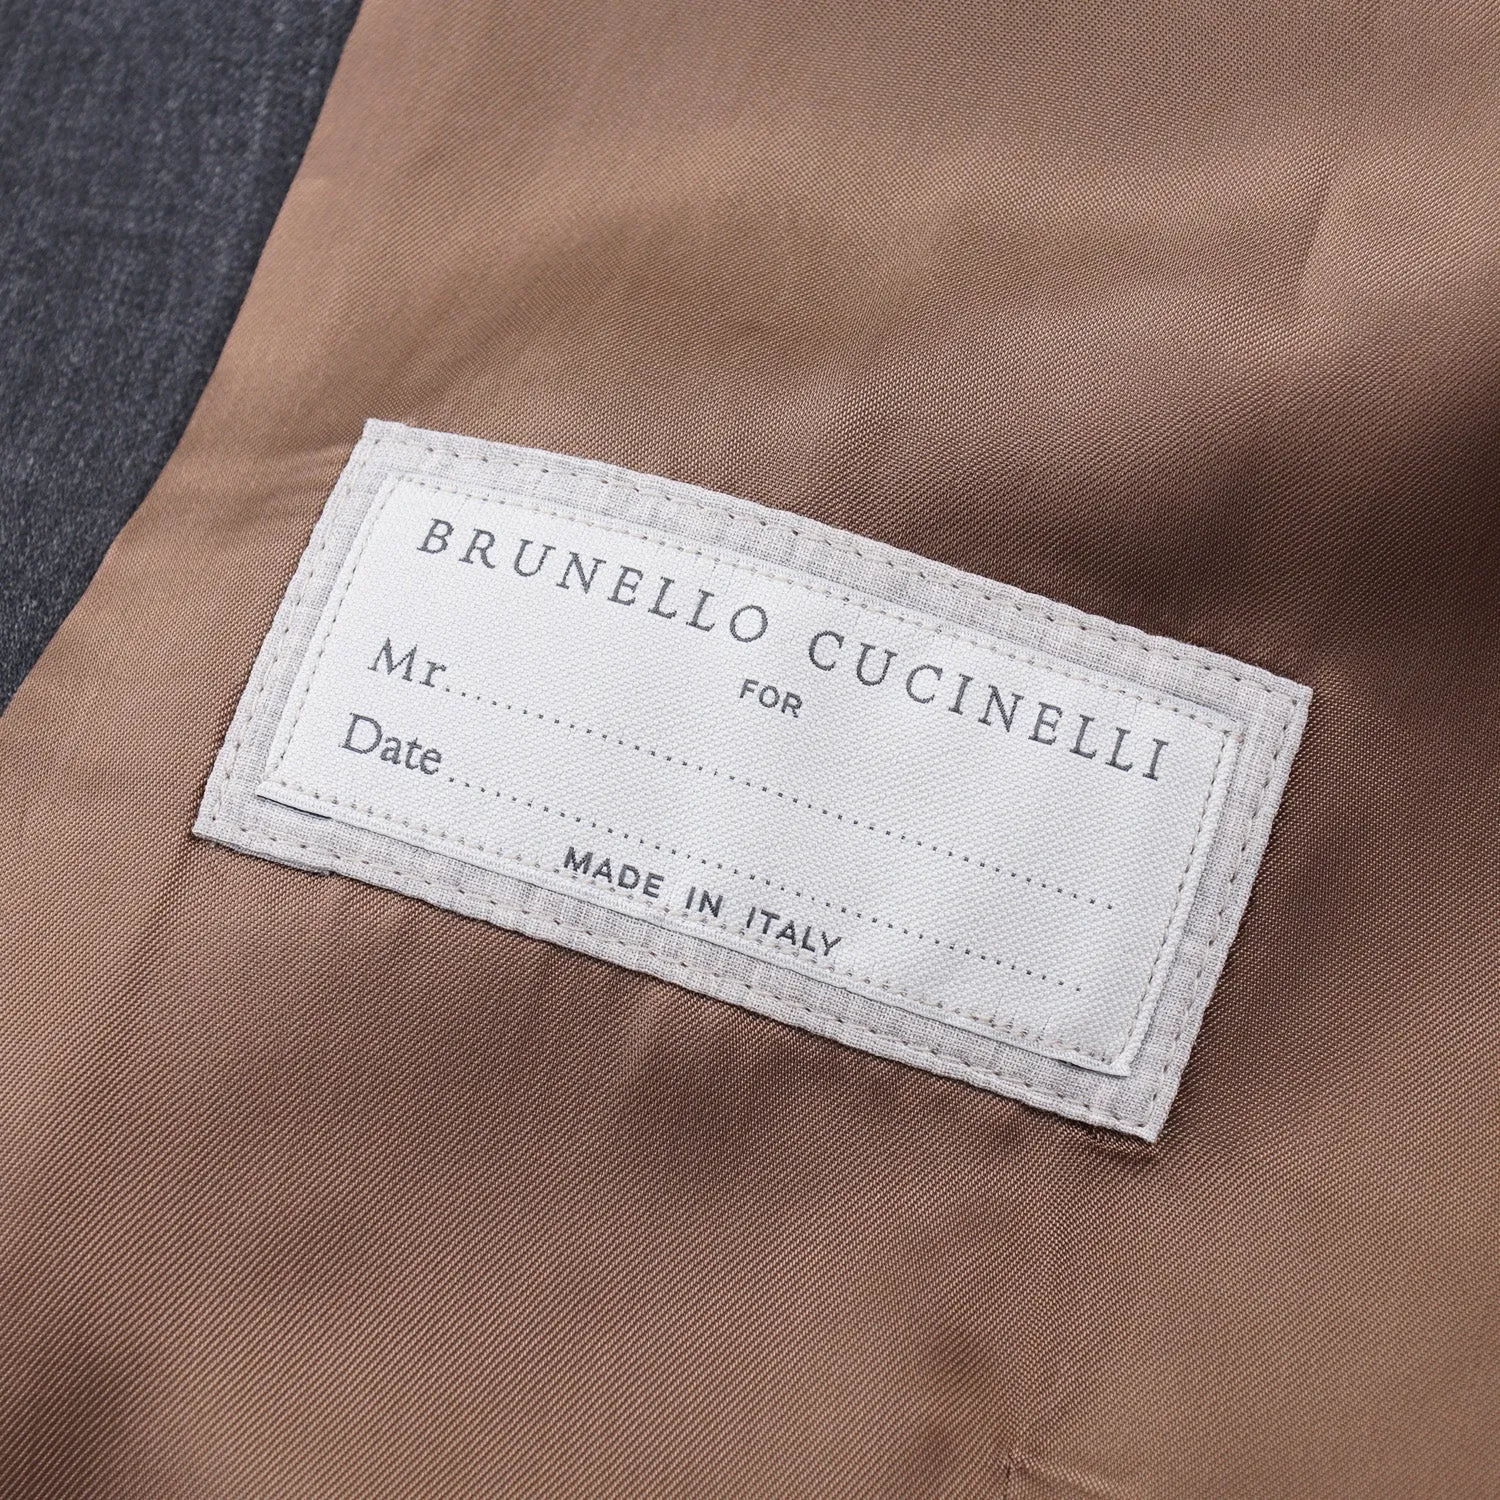 BRUNELLO CUCINELLI
FOR
Mr..............................................
Date..............................................
MADE IN ITALY